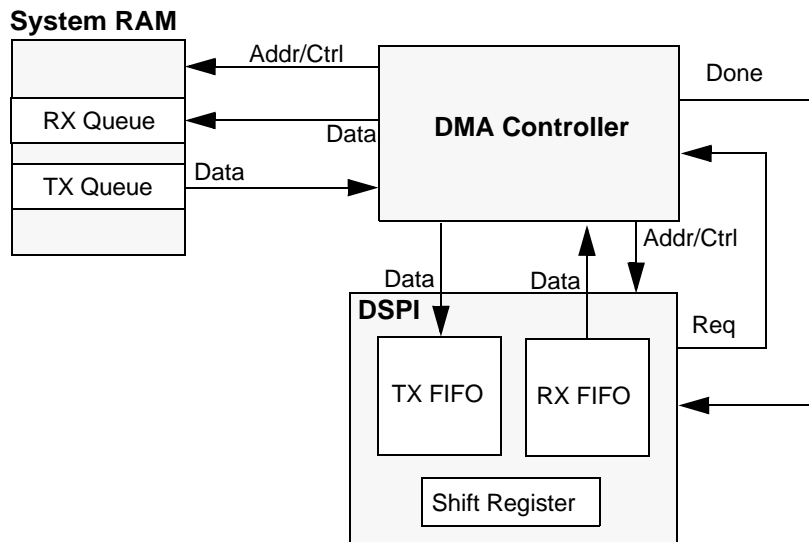 System RAM
Addr/Ctrl
Done
RX Queue
Data
DMA Controller
TX Queue
Data
Addr/Ctrl
Data
Data
DSPI
Req
TX FIFO
RX FIFO
Shift Register